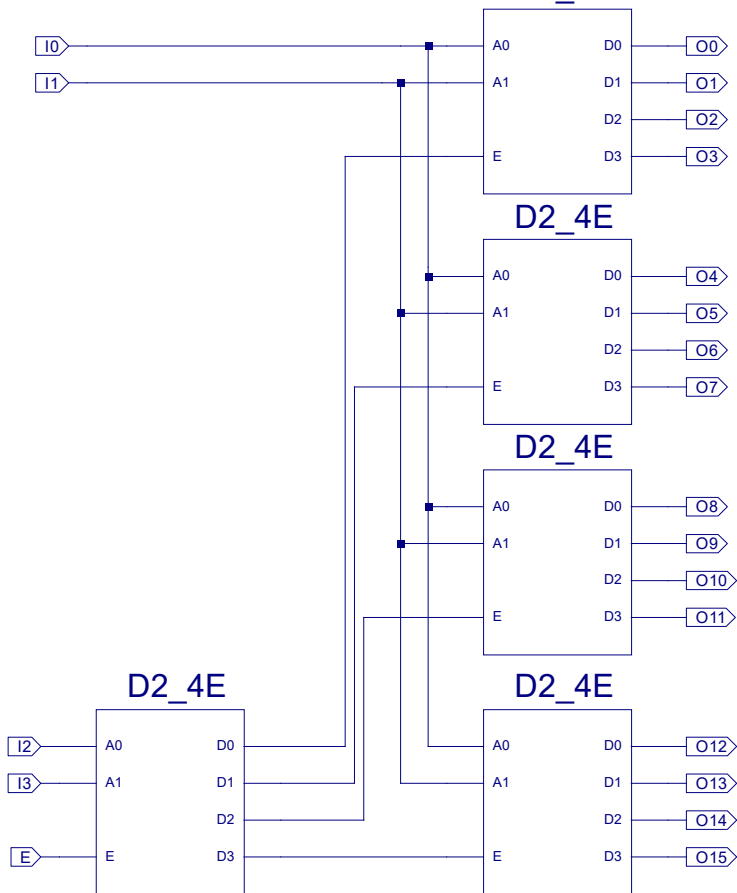 I0 A0 D0 O0
I1 A1 D1 O1
D2 O2
E D3 O3
D2_4E
A0 D0 O4
A1 D1 O5
D2 O6
E D3 O7
D2_4E
A0 D0 O8
A1 D1 O9
D2 O10
E D3 O11
D2_4E D2_4E
I2 A0 D0 A0 D0 O12
I3 A1 D1 A1 D1 O13
D2 D2 O14
E E D3 E D3 O15